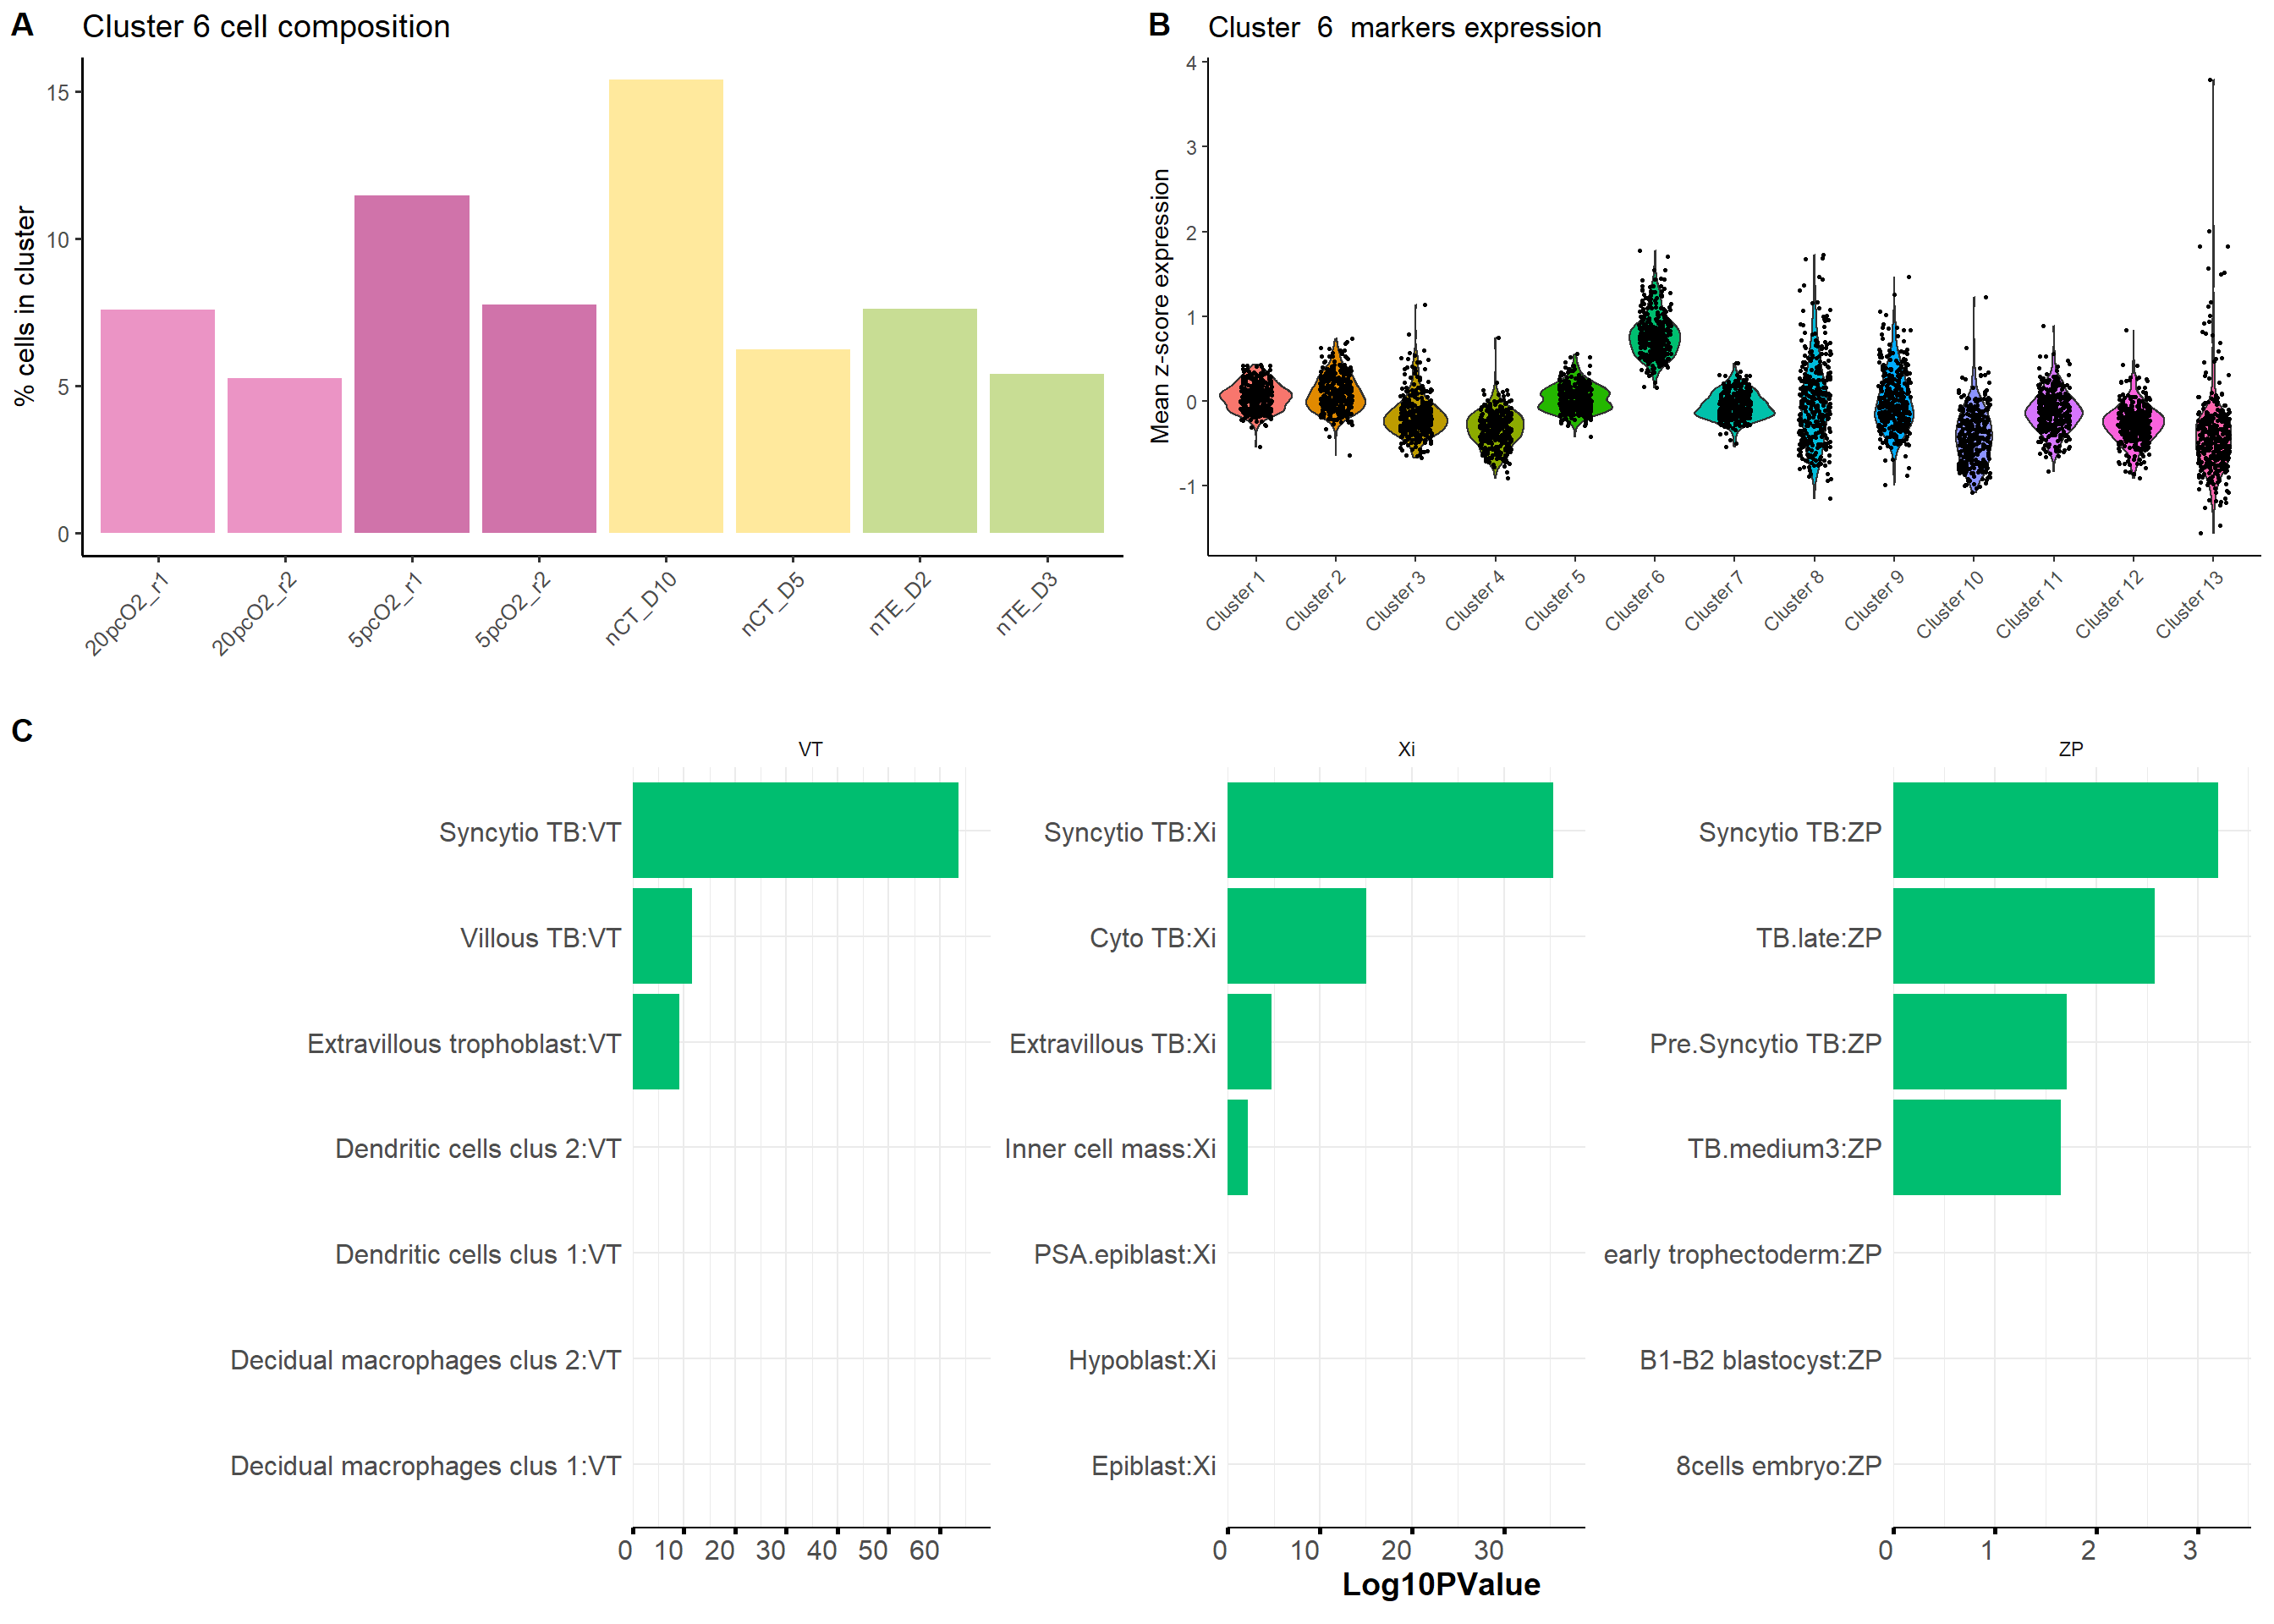 A
Cluster 6 cell composition
% cells in cluster
15
10
5
0
20pcO2_r1
20pcO2_r2
5pcO2_r1
5pcO2_r2
nCT_D10
nCT_D5
nTE_D2
nTE_D3
B
Cluster 6 markers expression
Mean z-score expression
4
3
2
1
0
-1
Cluster 1
Cluster 2
Cluster 3
Cluster 4
Cluster 5
Cluster 6
Cluster 7
Cluster 8
Cluster 9
Cluster 10
Cluster 11
Cluster 12
Cluster 13
C
VT
Syncytio TB:VT
Villous TB:VT
Extravillous trophoblast:VT
Dendritic cells clus 2:VT
Dendritic cells clus 1:VT
Decidual macrophages clus 2:VT
Decidual macrophages clus 1:VT
0 10 20 30 40 50 60
Xi
Syncytio TB:Xi
Cyto TB:Xi
Extravillous TB:Xi
Inner cell mass:Xi
PSA.epiblast:Xi
Hypoblast:Xi
Epiblast:Xi
0 10 20 30
ZP
Syncytio TB:ZP
TB.late:ZP
Pre.Syncytio TB:ZP
TB.medium3:ZP
early trophectoderm:ZP
B1-B2 blastocyst:ZP
8cells embryo:ZP
0 1 2 3
Log10PValue